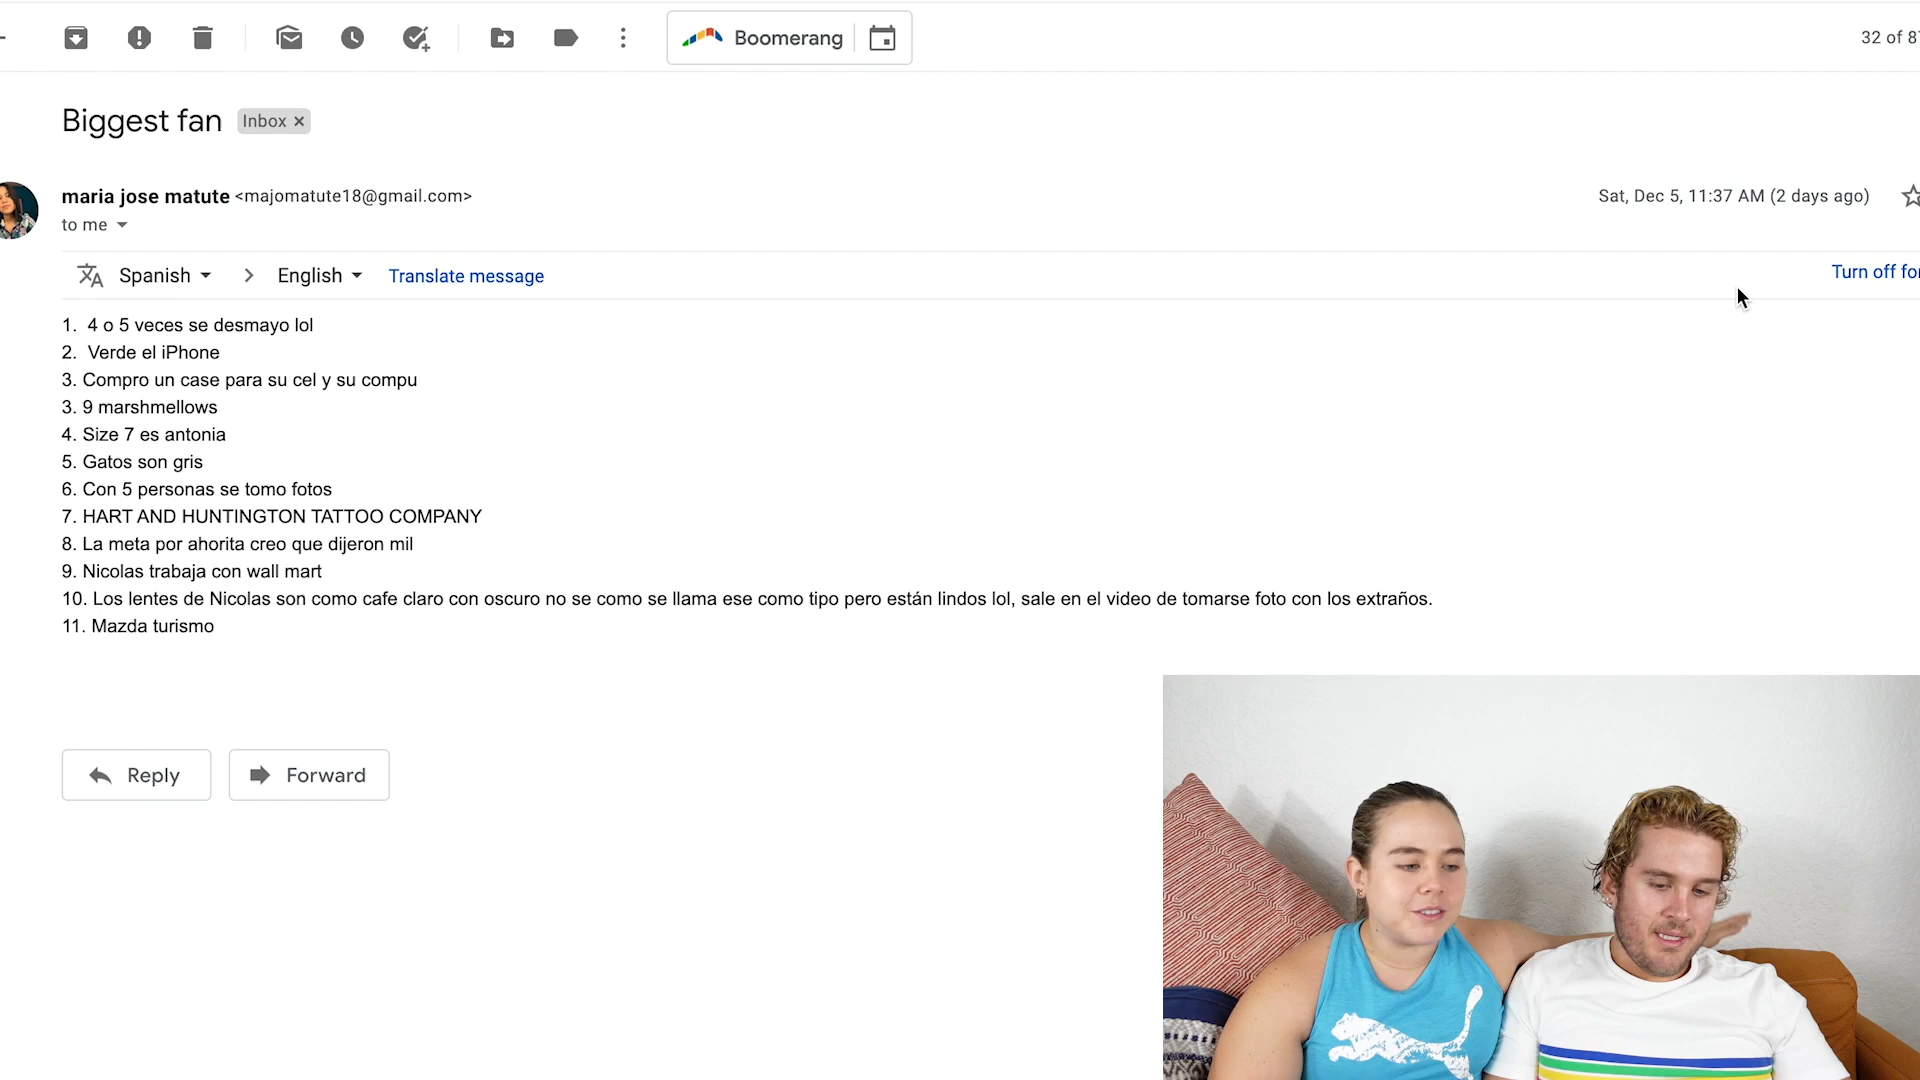 Boomerang
32 of 8
Biggest fan Inbox ×
maria jose matute <majomatute18@gmail.com>
Sat, Dec 5, 11:37 AM (2 days ago)
to me
Spanish > English Translate message
Turn off for
1. 4 o 5 veces se desmayo lol
2. Verde el iPhone
3. Compro un case para su cel y su compu
3. 9 marshmellows
4. Size 7 es antonia
5. Gatos son gris
6. Con 5 personas se tomo fotos
7. HART AND HUNTINGTON TATTOO COMPANY
8. La meta por ahorita creo que dijeron mil
9. Nicolas trabaja con wall mart
10. Los lentes de Nicolas son como cafe claro con oscuro no se como se llama ese como tipo pero están lindos lol, sale en el video de tomarse foto con los extraños.
11. Mazda turismo
Reply
Forward